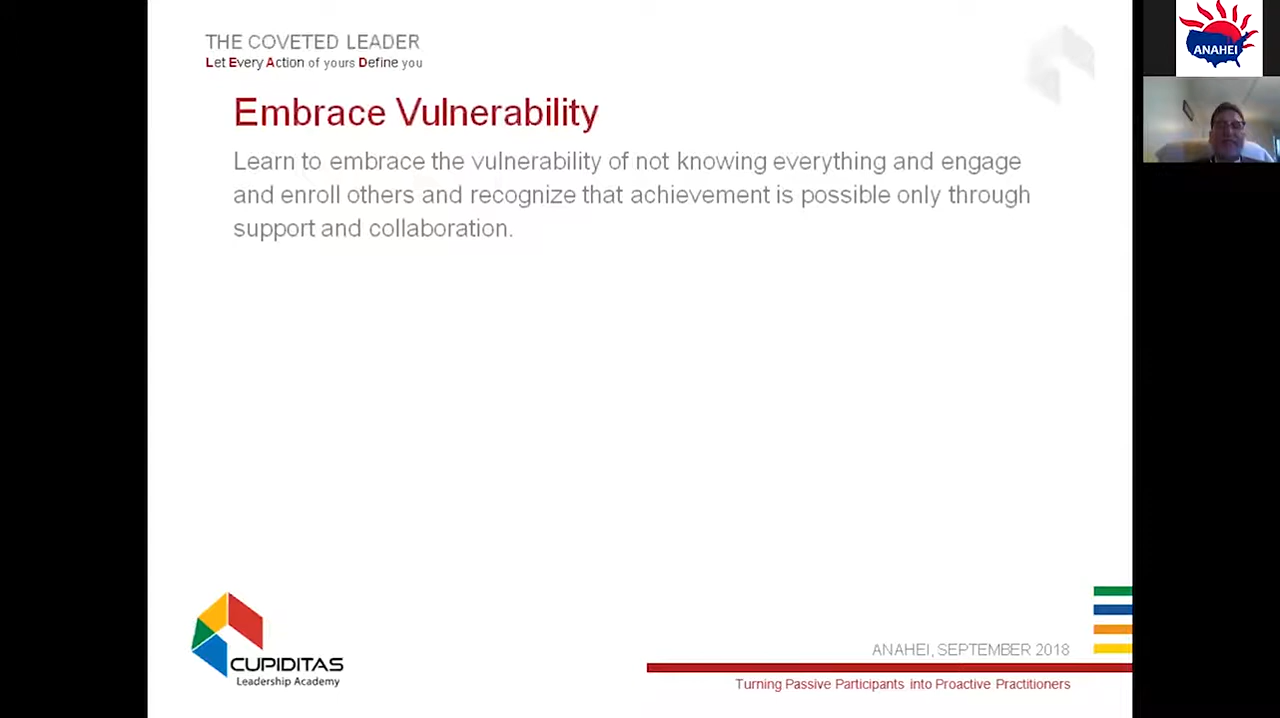 THE COVETED LEADER
Let Every Action of yours Define you
Embrace Vulnerability
Learn to embrace the vulnerability of not knowing everything and engage
and enroll others and recognize that achievement is possible only through
support and collaboration.
CUPIDITAS
Leadership Academy
ANAHEI, SEPTEMBER 2018
Turning Passive Participants into Proactive Practitioners
ANAHEI